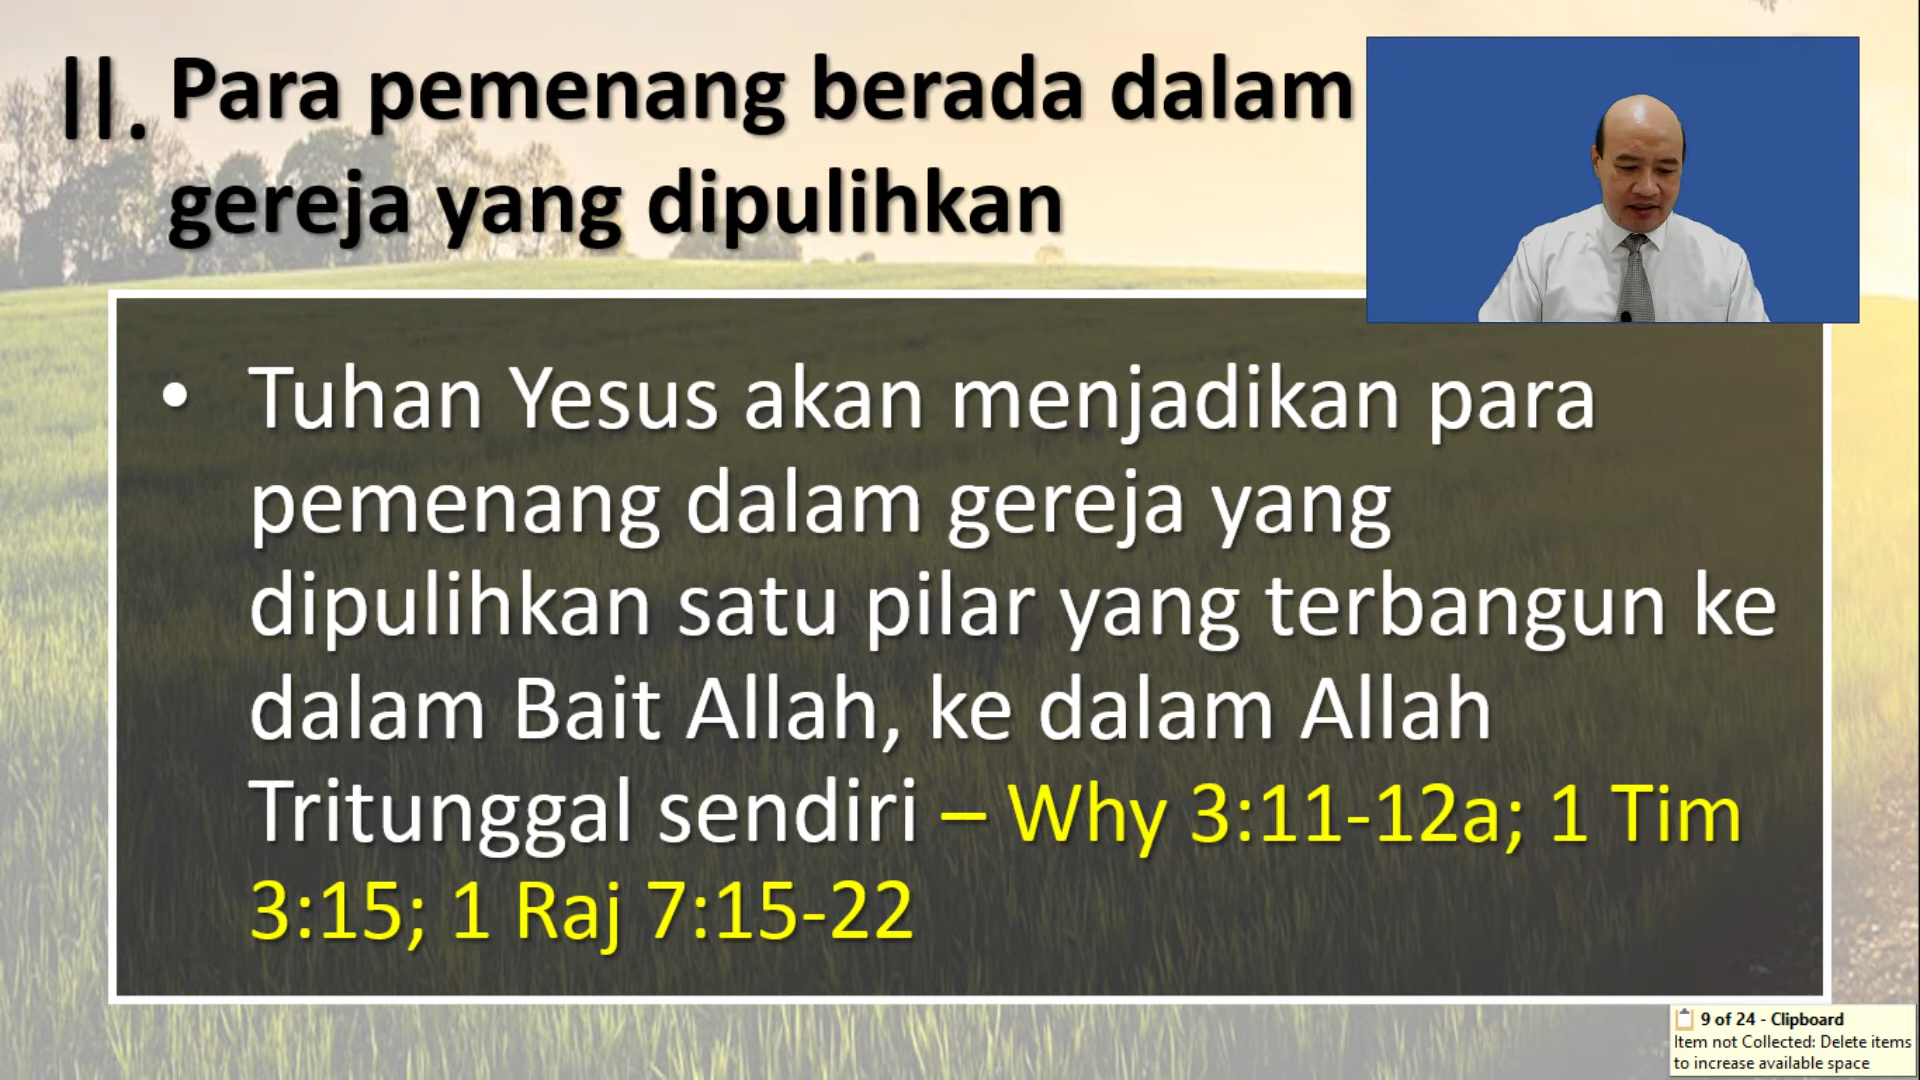 II. Para pemenang berada dalam
gereja yang dipulihkan
• Tuhan Yesus akan menjadikan para
pemenang dalam gereja yang
dipulihkan satu pilar yang terbangun ke
dalam Bait Allah, ke dalam Allah
Tritunggal sendiri – Why 3:11-12a; 1 Tim
3:15; 1 Raj 7:15-22
9 of 24 - Clipboard
Item not Collected: Delete items
to increase available space